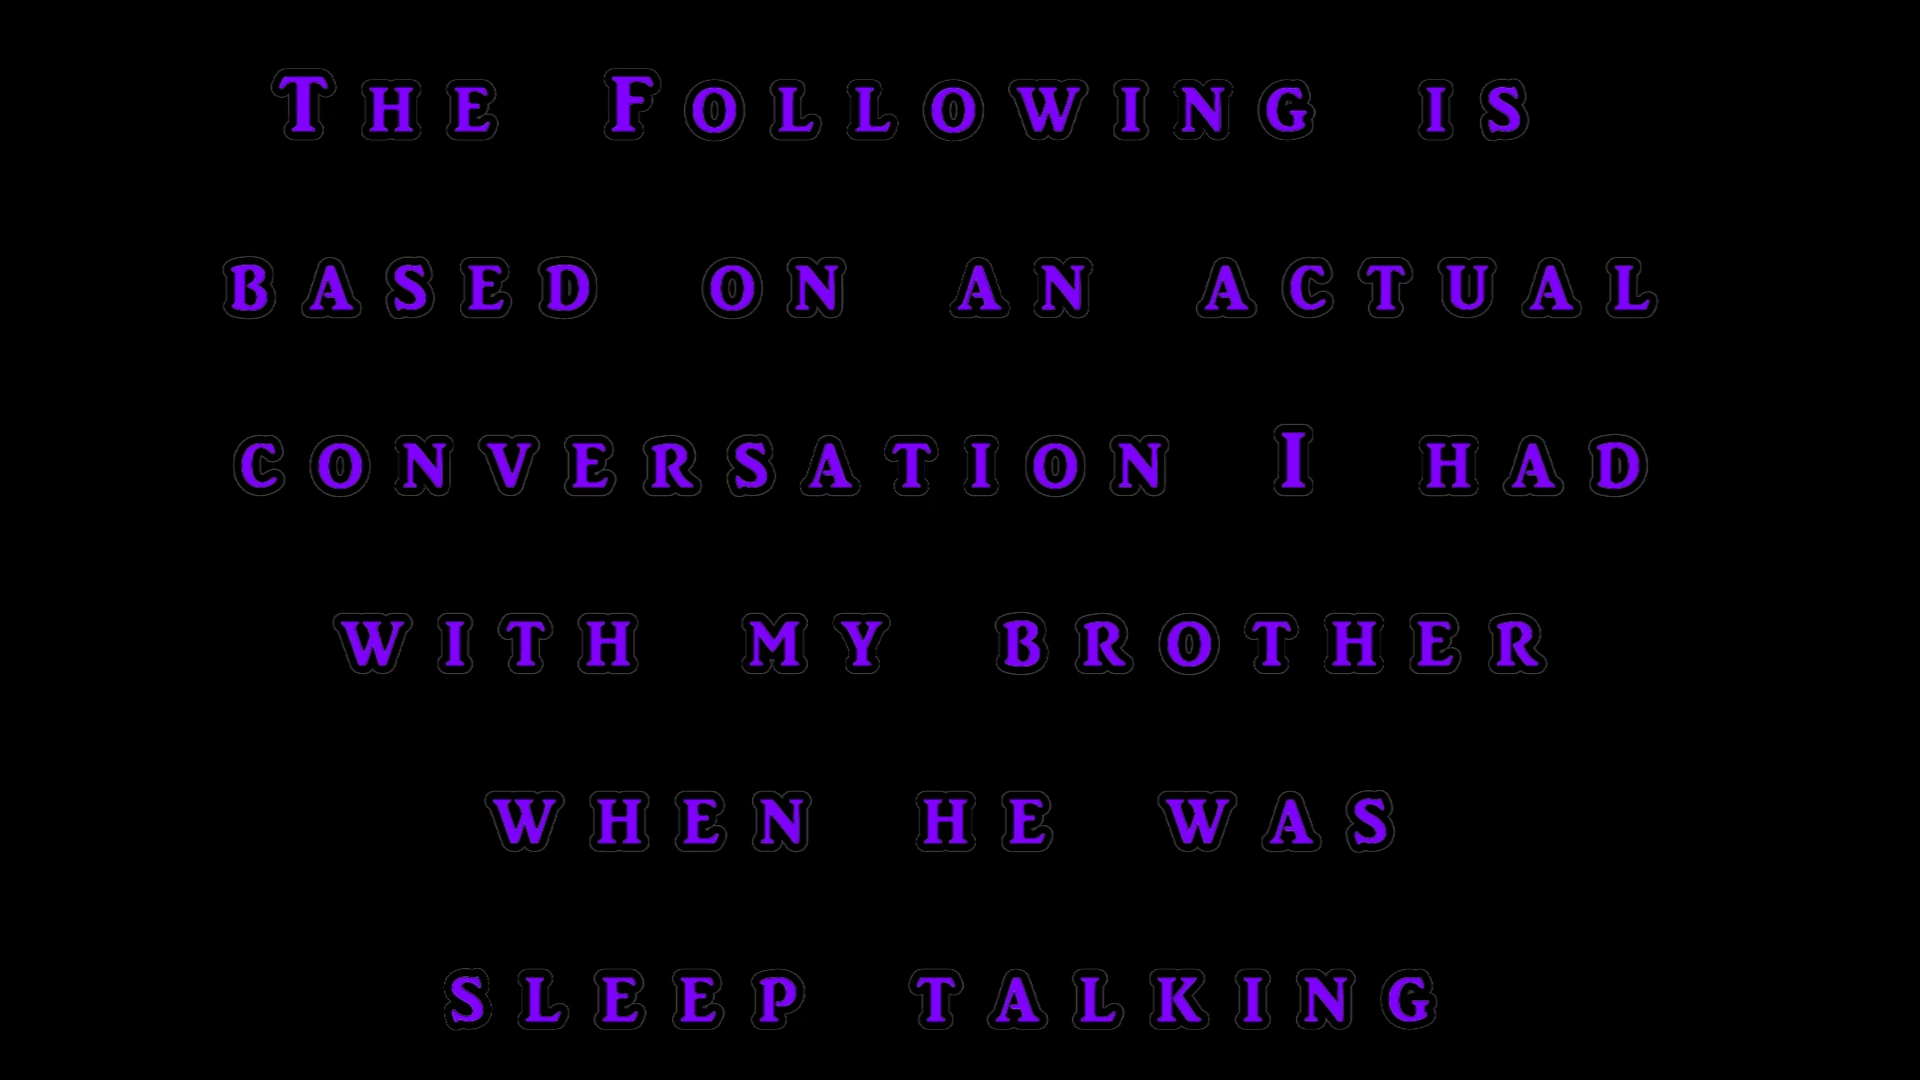 The Following is
based on an actual
conversation I had
with my brother
when he was
sleep talking